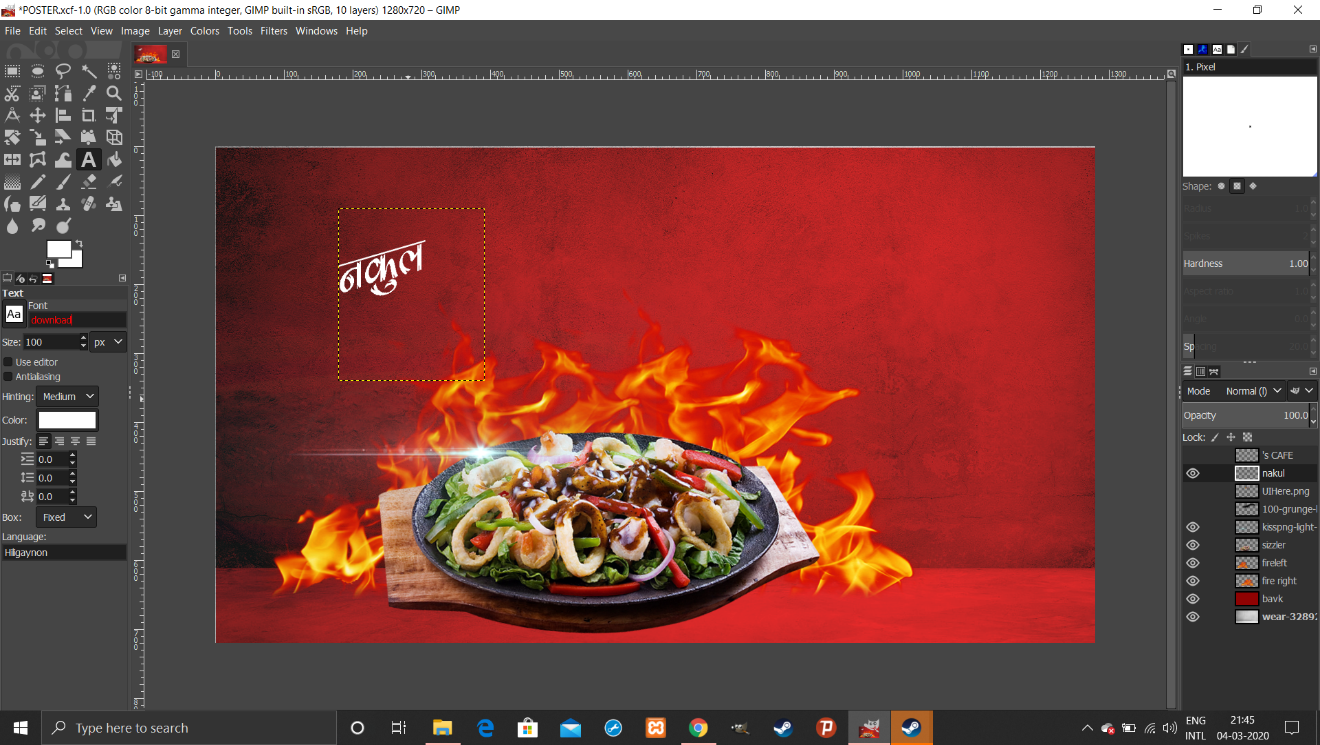 *POSTER.xcf-1.0 (RGB color 8-bit gamma integer, GIMP built-in sRGB, 10 layers) 1280x720 – GIMP
File Edit Select View Image Layer Colors Tools Filters Windows Help
1. Pixel
Shape:
Hardness 1.00
Mode Normal (l)
Opacity 100.0
Lock:
's CAFE
nakul
UIHere.png
100-grunge-
kisspng-light-
sizzler
fireleft
fire right
bavk
wear-3289
नकुल
Text
Font
Aa
download
Size: 100 px
Use editor
Antialiasing
Hinting: Medium
Color:
Justify:
0.0
0.0
0.0
Box: Fixed
Language:
Hiligaynon
Type here to search
ENG
INTL
21:45
04-03-2020